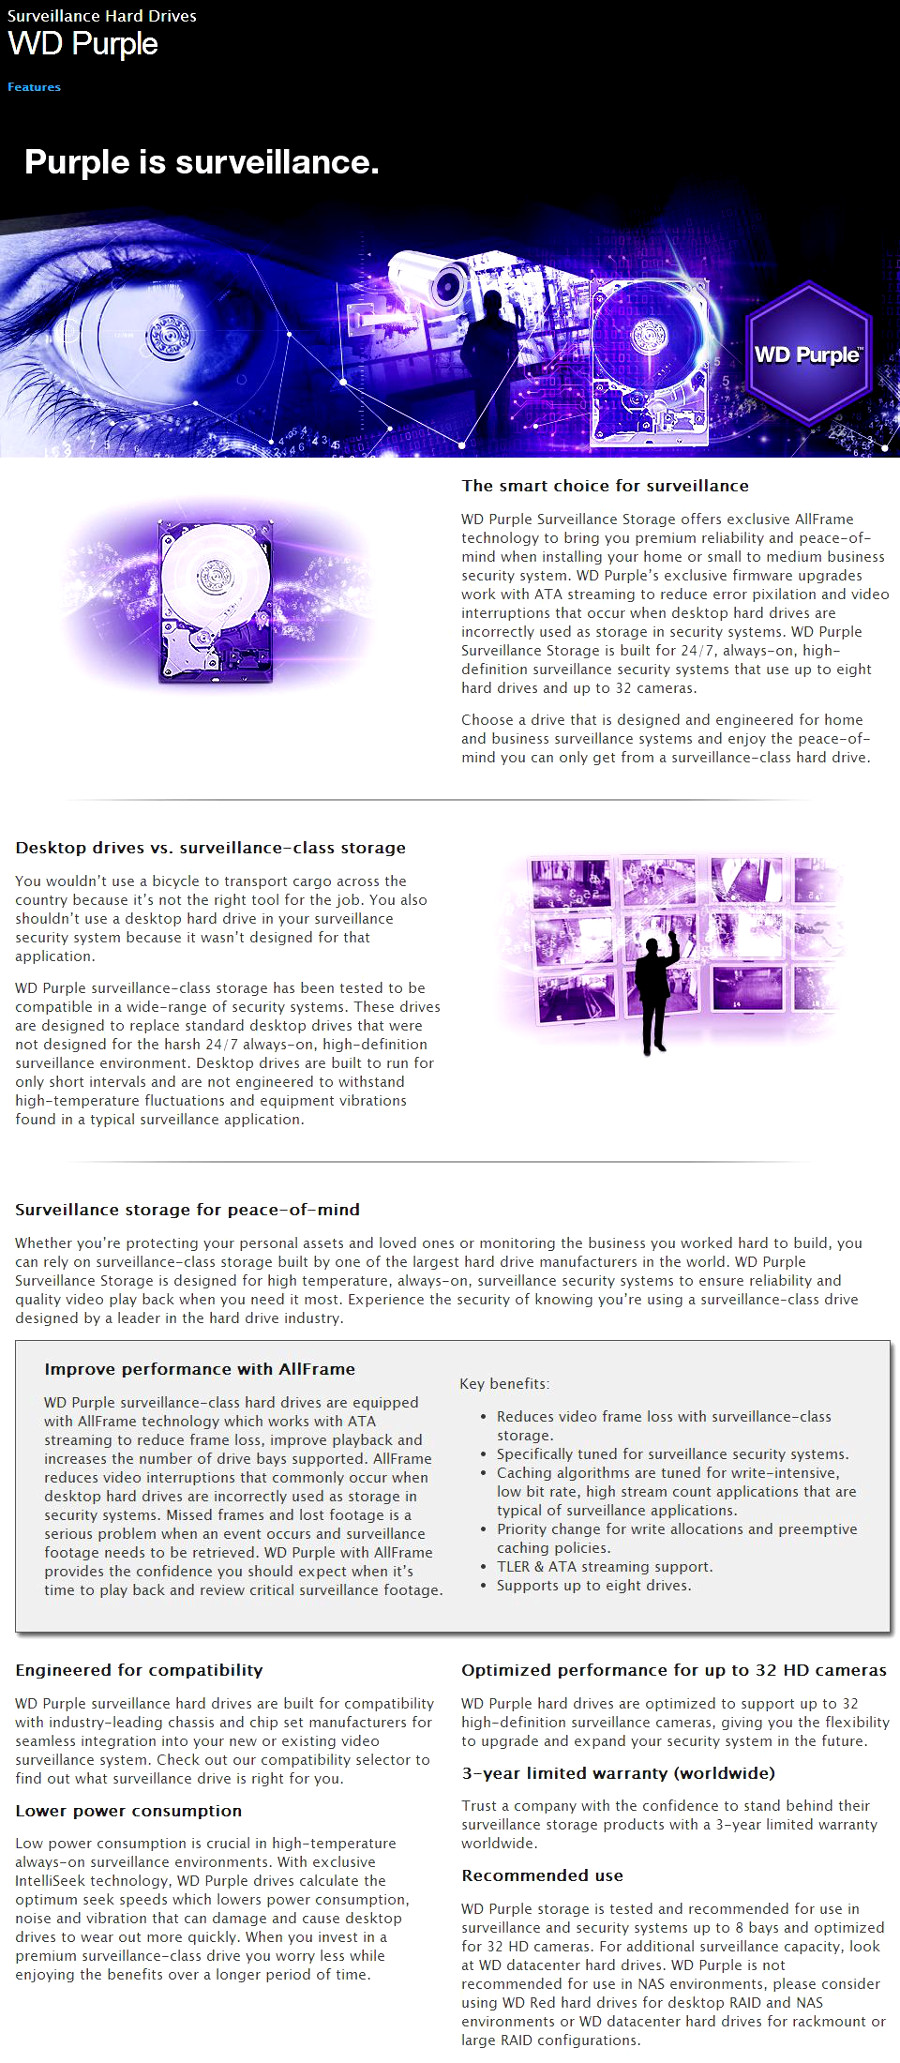 Surveillance Hard Drives
WD Purple
Features
Purple is surveillance.
WD Purple™
The smart choice for surveillance
WD Purple Surveillance Storage offers exclusive AllFrame
technology to bring you premium reliability and peace-of-
mind when installing your home or small to medium business
security system. WD Purple's exclusive firmware upgrades
work with ATA streaming to reduce error pixilation and video
interruptions that occur when desktop hard drives are
incorrectly used as storage in security systems. WD Purple
Surveillance Storage is built for 24/7, always-on, high-
definition surveillance security systems that use up to eight
hard drives and up to 32 cameras.
Choose a drive that is designed and engineered for home
and business surveillance systems and enjoy the peace-of-
mind you can only get from a surveillance-class hard drive.
Desktop drives vs. surveillance-class storage
You wouldn't use a bicycle to transport cargo across the
country because it's not the right tool for the job. You also
shouldn't use a desktop hard drive in your surveillance
security system because it wasn't designed for that
application.
WD Purple surveillance-class storage has been tested to be
compatible in a wide-range of security systems. These drives
are designed to replace standard desktop drives that were
not designed for the harsh 24/7 always-on, high-definition
surveillance environment. Desktop drives are built to run for
only short intervals and are not engineered to withstand
high-temperature fluctuations and equipment vibrations
found in a typical surveillance application.
Surveillance storage for peace-of-mind
Whether you're protecting your personal assets and loved ones or monitoring the business you worked hard to build, you
can rely on surveillance-class storage built by one of the largest hard drive manufacturers in the world. WD Purple
Surveillance Storage is designed for high temperature, always-on, surveillance security systems to ensure reliability and
quality video play back when you need it most. Experience the security of knowing you're using a surveillance-class drive
designed by a leader in the hard drive industry.
Improve performance with AllFrame
WD Purple surveillance-class hard drives are equipped
with AllFrame technology which works with ATA
streaming to reduce frame loss, improve playback and
increases the number of drive bays supported. AllFrame
reduces video interruptions that commonly occur when
desktop hard drives are incorrectly used as storage in
security systems. Missed frames and lost footage is a
serious problem when an event occurs and surveillance
footage needs to be retrieved. WD Purple with AllFrame
provides the confidence you should expect when it's
time to play back and review critical surveillance footage.
Key benefits:
• Reduces video frame loss with surveillance-class
storage.
• Specifically tuned for surveillance security systems.
• Caching algorithms are tuned for write-intensive,
low bit rate, high stream count applications that are
typical of surveillance applications.
• Priority change for write allocations and preemptive
caching policies.
• TLER & ATA streaming support.
• Supports up to eight drives.
Engineered for compatibility
WD Purple surveillance hard drives are built for compatibility
with industry-leading chassis and chip set manufacturers for
seamless integration into your new or existing video
surveillance system. Check out our compatibility selector to
find out what surveillance drive is right for you.
Lower power consumption
Low power consumption is crucial in high-temperature
always-on surveillance environments. With exclusive
IntelliSeek technology, WD Purple drives calculate the
optimum seek speeds which lowers power consumption,
noise and vibration that can damage and cause desktop
drives to wear out more quickly. When you invest in a
premium surveillance-class drive you worry less while
enjoying the benefits over a longer period of time.
Optimized performance for up to 32 HD cameras
WD Purple hard drives are optimized to support up to 32
high-definition surveillance cameras, giving you the flexibility
to upgrade and expand your security system in the future.
3-year limited warranty (worldwide)
Trust a company with the confidence to stand behind their
surveillance storage products with a 3-year limited warranty
worldwide.
Recommended use
WD Purple storage is tested and recommended for use in
surveillance and security systems up to 8 bays and optimized
for 32 HD cameras. For additional surveillance capacity, look
at WD datacenter hard drives. WD Purple is not
recommended for use in NAS environments, please consider
using WD Red hard drives for desktop RAID and NAS
environments or WD datacenter hard drives for rackmount or
large RAID configurations.